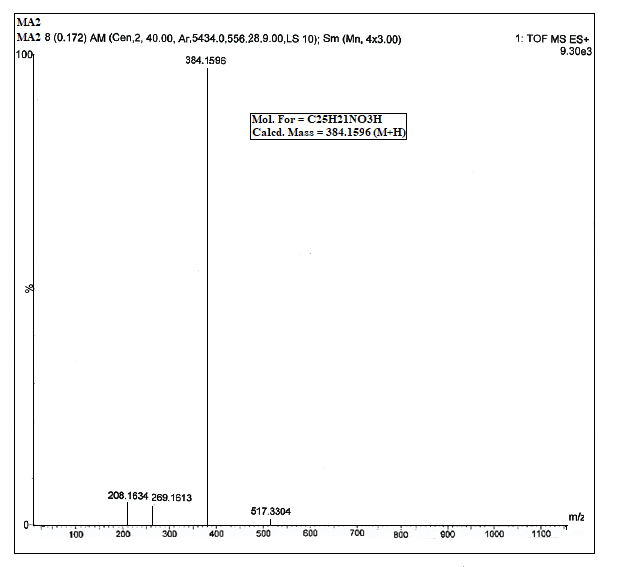 MA2
MA2 8 (0.172) AM (Cen,2, 40.00, Ar,5434.0,556.28,9.00,LS 10); Sm (Mn, 4x3.00)
1: TOF MS ES+
9.30e3
100
384.1596
Mol. For = C25H21NO3H
Calcd. Mass = 384.1596 (M+H)
%
208.1634
269.1613
517.3304
0
m/z
100 200 300 400 500 600 700 800 900 1000 1100